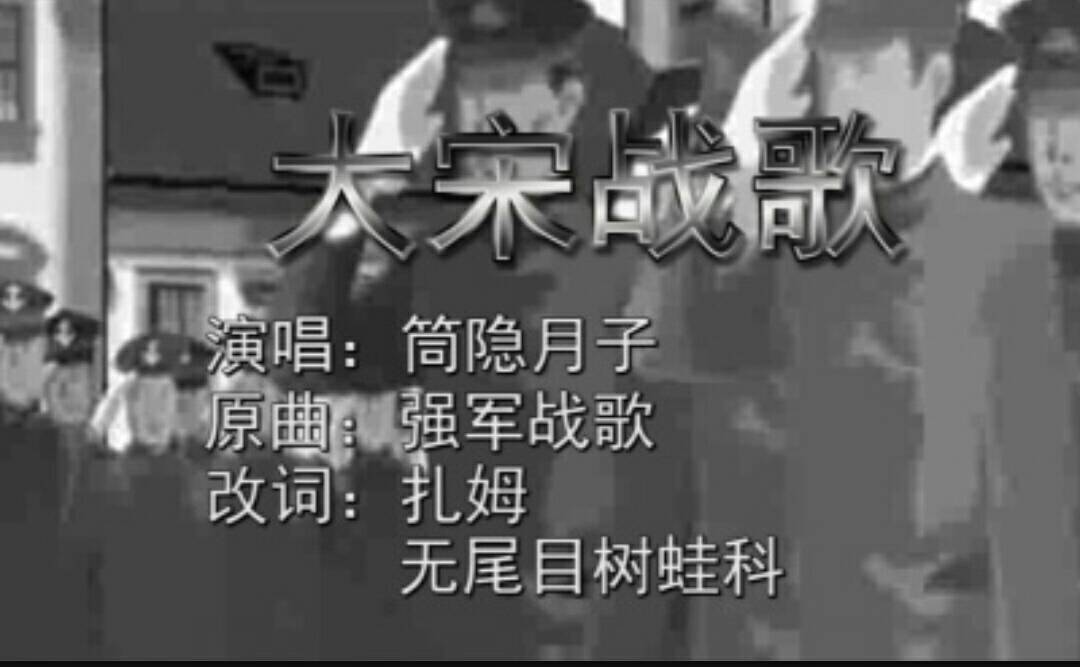 大宋战歌
演唱：筒隐月子
原曲：强军战歌
改词：扎姆
无尾目树蛙科